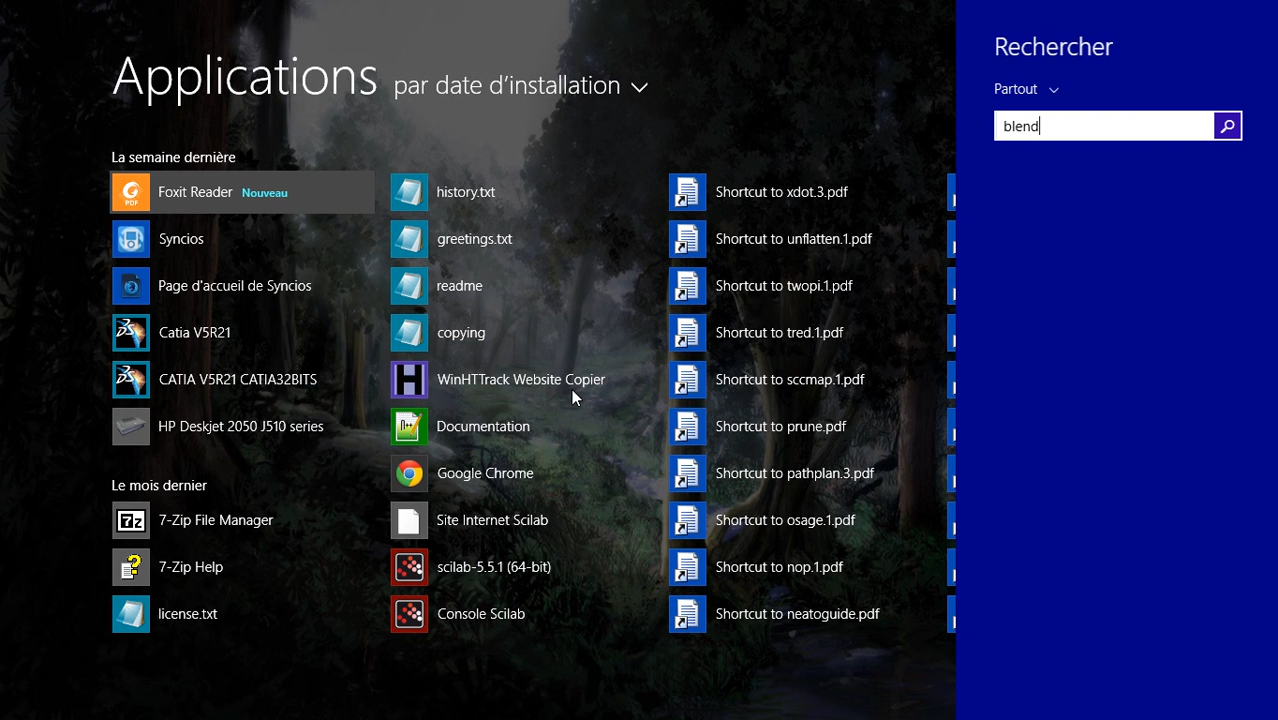 Applications par date d'installation
La semaine dernière
Foxit Reader Nouveau
Syncios
Page d'accueil de Syncios
Catia V5R21
CATIA V5R21 CATIA32BITS
HP Deskjet 2050 J510 series
Le mois dernier
7-Zip File Manager
7-Zip Help
license.txt
history.txt
greetings.txt
readme
copying
WinHTTrack Website Copier
Documentation
Google Chrome
Site Internet Scilab
scilab-5.5.1 (64-bit)
Console Scilab
Shortcut to xdot.3.pdf
Shortcut to unflatten.1.pdf
Shortcut to twopi.1.pdf
Shortcut to tred.1.pdf
Shortcut to sccmap.1.pdf
Shortcut to prune.pdf
Shortcut to pathplan.3.pdf
Shortcut to osage.1.pdf
Shortcut to nop.1.pdf
Shortcut to neatoguide.pdf
Rechercher
Partout
blend